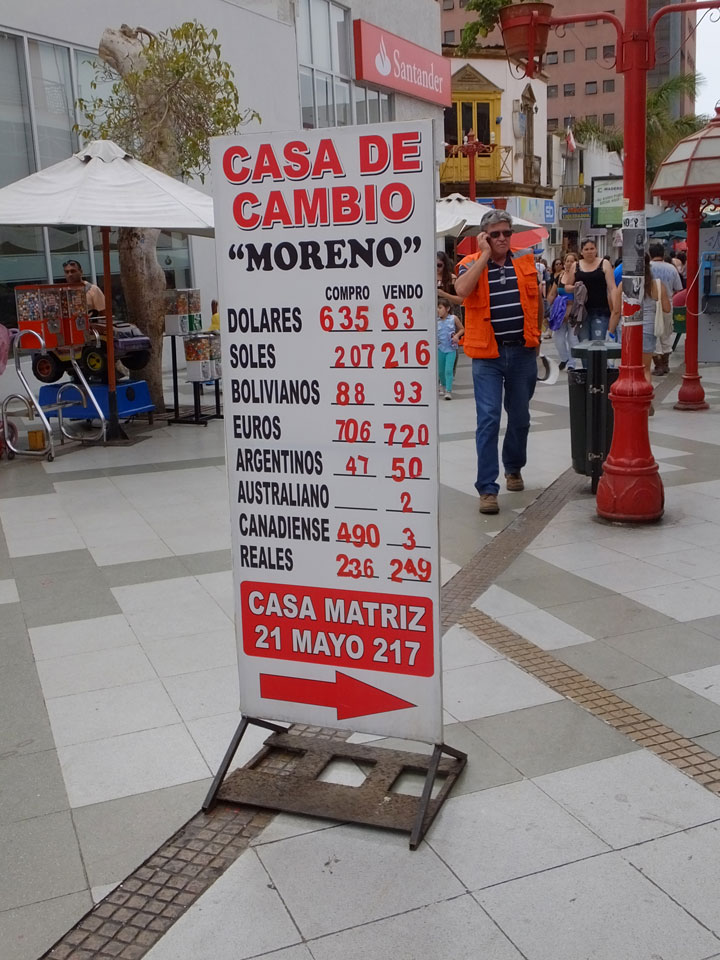 Santander
CASA DE
CAMBIO
“MORENO”
COMPRO VENDO
DOLARES 635 63
SOLES 207 216
BOLIVIANOS 88 93
EUROS 706 720
ARGENTINOS 47 50
AUSTRALIANO 2
CANADIENSE 490 3
REALES 236 249
CASA MATRIZ
21 MAYO 217